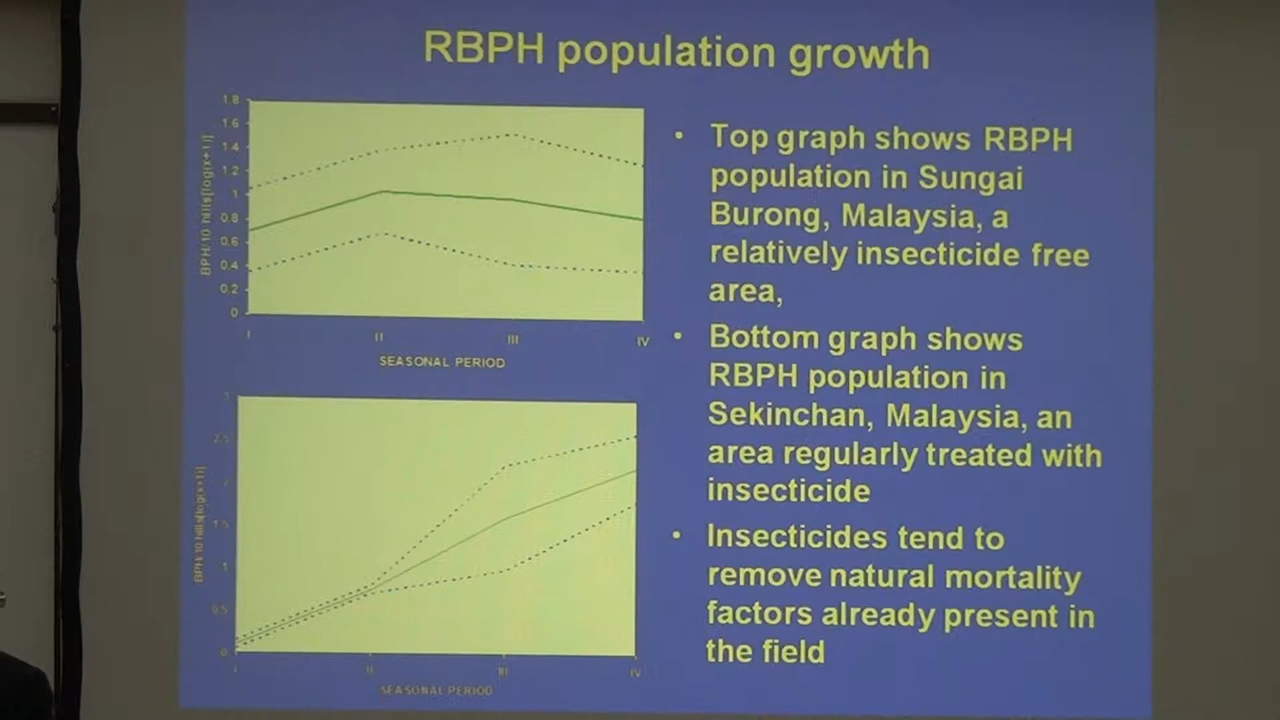 RBPH population growth
1.8
1.6
1.4
1.2
1
0.8
0.6
0.4
0.2
0
BPH/10 hills[log(x+1)]
I II III IV
SEASONAL PERIOD
3
2.5
2
1.5
1
0.5
0
BPH/10 hills[log(x+1)]
I II III IV
SEASONAL PERIOD
• Top graph shows RBPH
population in Sungai
Burong, Malaysia, a
relatively insecticide free
area,
• Bottom graph shows
RBPH population in
Sekinchan, Malaysia, an
area regularly treated with
insecticide
• Insecticides tend to
remove natural mortality
factors already present in
the field